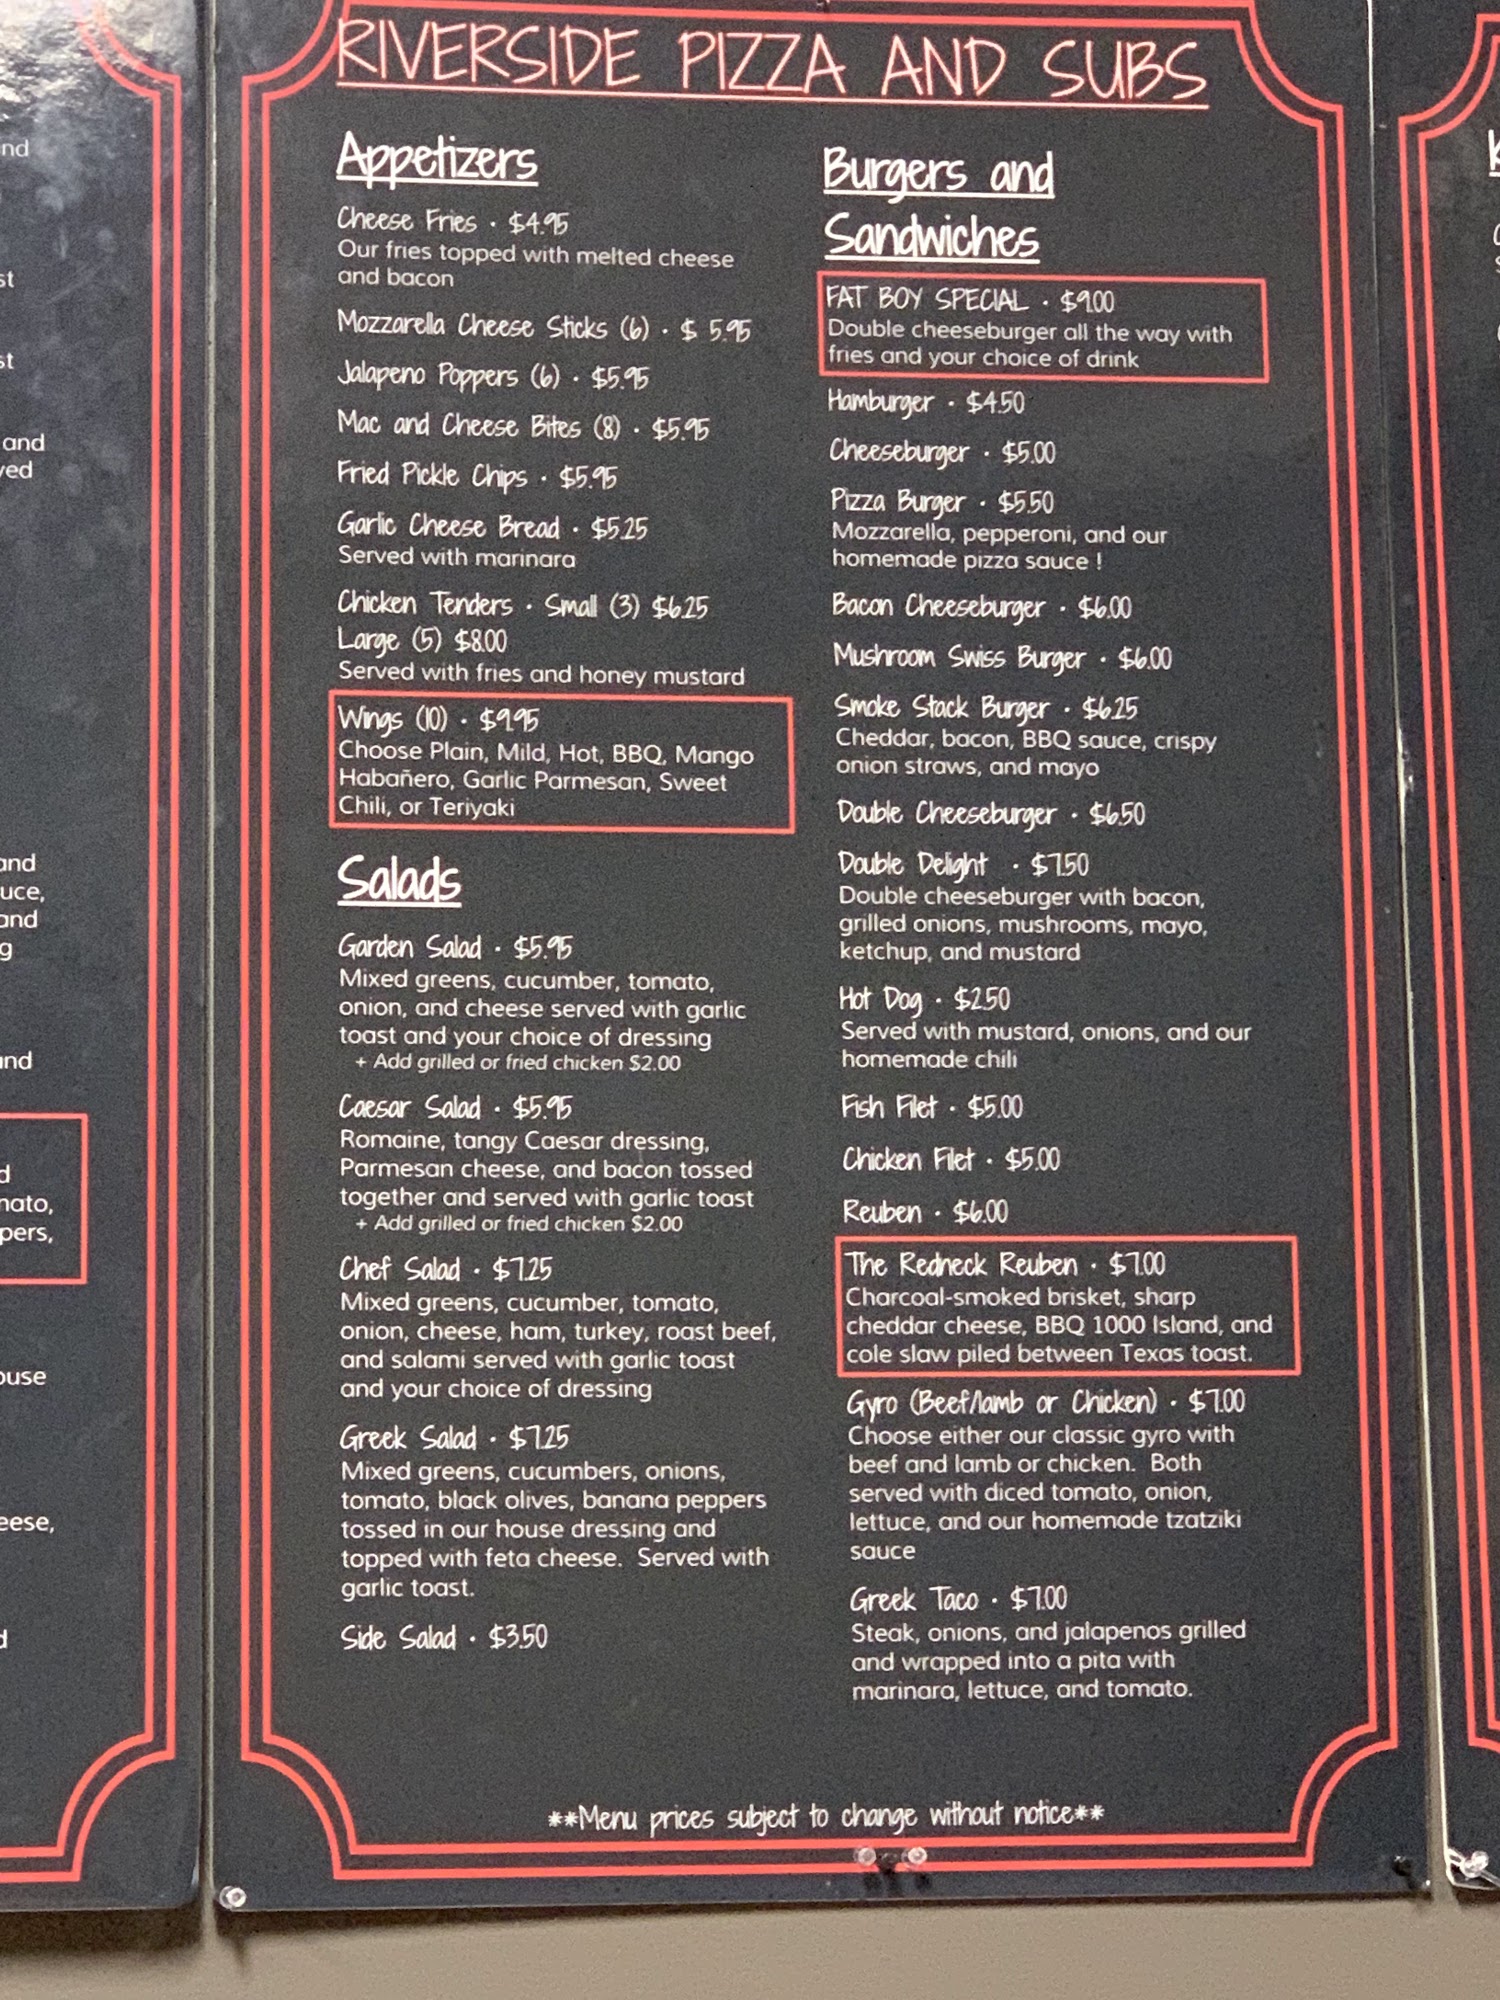 RIVERSIDE PIZZA AND SUBS
Appetizers
Cheese Fries · $4.95
Our fries topped with melted cheese
and bacon
Mozzarella Cheese Sticks (6) · $ 5.95
Jalapeno Poppers (6) · $5.95
Mac and Cheese Bites (8) · $5.95
Fried Pickle Chips · $5.95
Garlic Cheese Bread · $5.25
Served with marinara
Chicken Tenders · Small (3) $6.25
Large (5) $8.00
Served with fries and honey mustard
Wings (10) · $9.95
Choose Plain, Mild, Hot, BBQ, Mango
Habañero, Garlic Parmesan, Sweet
Chili, or Teriyaki
Salads
Garden Salad · $5.95
Mixed greens, cucumber, tomato,
onion, and cheese served with garlic
toast and your choice of dressing
+ Add grilled or fried chicken $2.00
Caesar Salad · $5.95
Romaine, tangy Caesar dressing,
Parmesan cheese, and bacon tossed
together and served with garlic toast
+ Add grilled or fried chicken $2.00
Chef Salad · $7.25
Mixed greens, cucumber, tomato,
onion, cheese, ham, turkey, roast beef,
and salami served with garlic toast
and your choice of dressing
Greek Salad · $7.25
Mixed greens, cucumbers, onions,
tomato, black olives, banana peppers
tossed in our house dressing and
topped with feta cheese. Served with
garlic toast.
Side Salad · $3.50
Burgers and
Sandwiches
FAT BOY SPECIAL · $9.00
Double cheeseburger all the way with
fries and your choice of drink
Hamburger · $4.50
Cheeseburger · $5.00
Pizza Burger · $5.50
Mozzarella, pepperoni, and our
homemade pizza sauce !
Bacon Cheeseburger · $6.00
Mushroom Swiss Burger · $6.00
Smoke Stack Burger · $6.25
Cheddar, bacon, BBQ sauce, crispy
onion straws, and mayo
Double Cheeseburger · $6.50
Double Delight · $7.50
Double cheeseburger with bacon,
grilled onions, mushrooms, mayo,
ketchup, and mustard
Hot Dog · $2.50
Served with mustard, onions, and our
homemade chili
Fish Filet · $5.00
Chicken Filet · $5.00
Reuben · $6.00
The Redneck Reuben · $7.00
Charcoal-smoked brisket, sharp
cheddar cheese, BBQ 1000 Island, and
cole slaw piled between Texas toast.
Gyro (Beef/lamb or Chicken) · $7.00
Choose either our classic gyro with
beef and lamb or chicken. Both
served with diced tomato, onion,
lettuce, and our homemade tzatziki
sauce
Greek Taco · $7.00
Steak, onions, and jalapenos grilled
and wrapped into a pita with
marinara, lettuce, and tomato.
**Menu prices subject to change without notice**